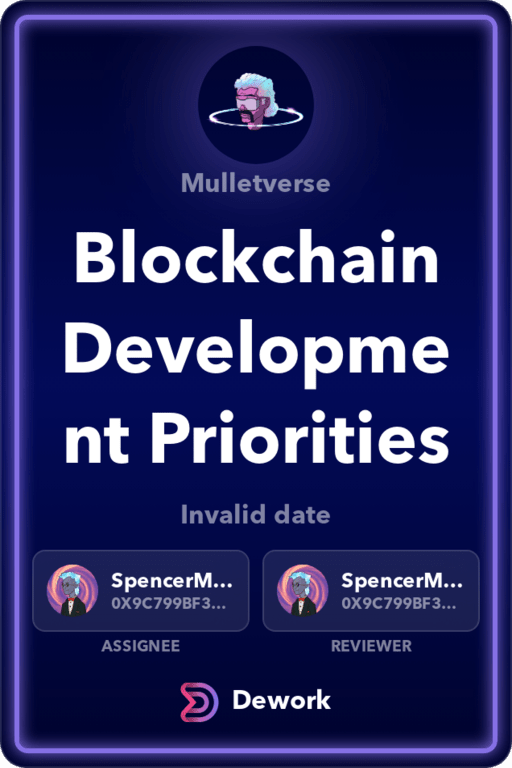 Mulletverse
Blockchain
Developme
nt Priorities
Invalid date
SpencerM... SpencerM...
0X9C799BF3... 0X9C799BF3...
ASSIGNEE REVIEWER
Dework